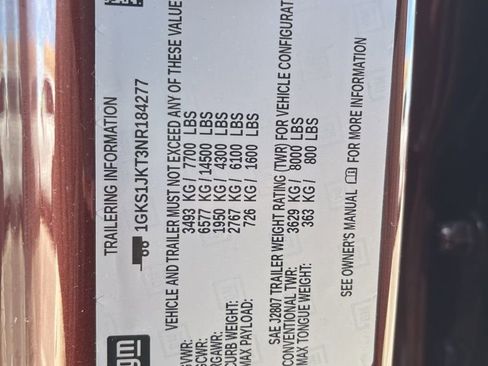 TRAILERING INFORMATION
1GKS1JKT3NR184277
VEHICLE AND TRAILER MUST NOT EXCEED ANY OF THESE VALUE
GVWR: 3493 KG / 7700 LBS
GCWR: 6577 KG / 14500 LBS
RGAWR: 1950 KG / 4300 LBS
CURB WEIGHT: 2767 KG / 6100 LBS
MAX PAYLOAD: 726 KG / 1600 LBS
SAE J2807 TRAILER WEIGHT RATING (TWR) FOR VEHICLE CONFIGURAT
CONVENTIONAL TWR: 3629 KG / 8000 LBS
MAX TONGUE WEIGHT: 363 KG / 800 LBS
SEE OWNER'S MANUAL FOR MORE INFORMATION
gm